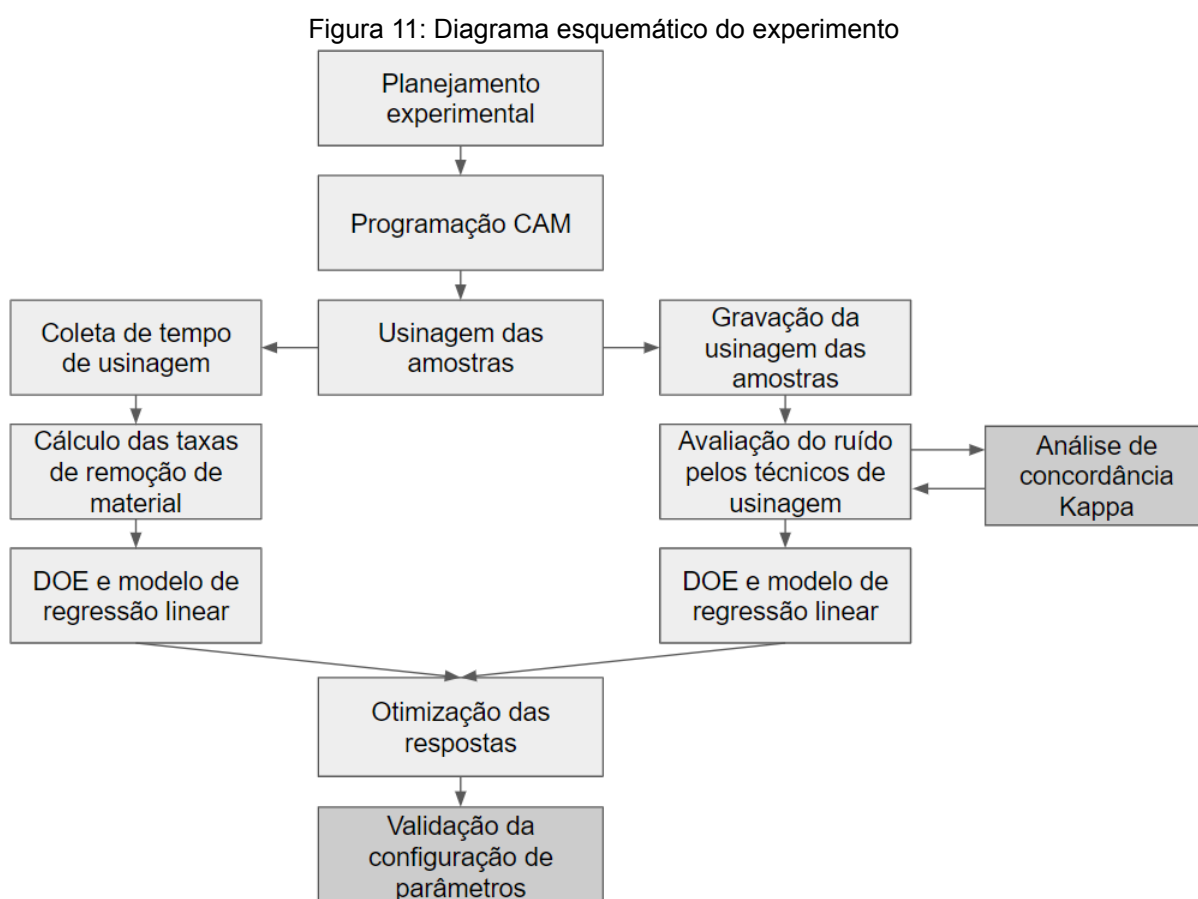 Figura 11: Diagrama esquemático do experimento
Planejamento
experimental
Programação CAM
Coleta de tempo
de usinagem
Usinagem das
amostras
Gravação da
usinagem das
amostras
Cálculo das taxas
de remoção de
material
Avaliação do ruído
pelos técnicos de
usinagem
Análise de
concordância
Kappa
DOE e modelo de
regressão linear
DOE e modelo de
regressão linear
Otimização das
respostas
Validação da
configuração de
parâmetros